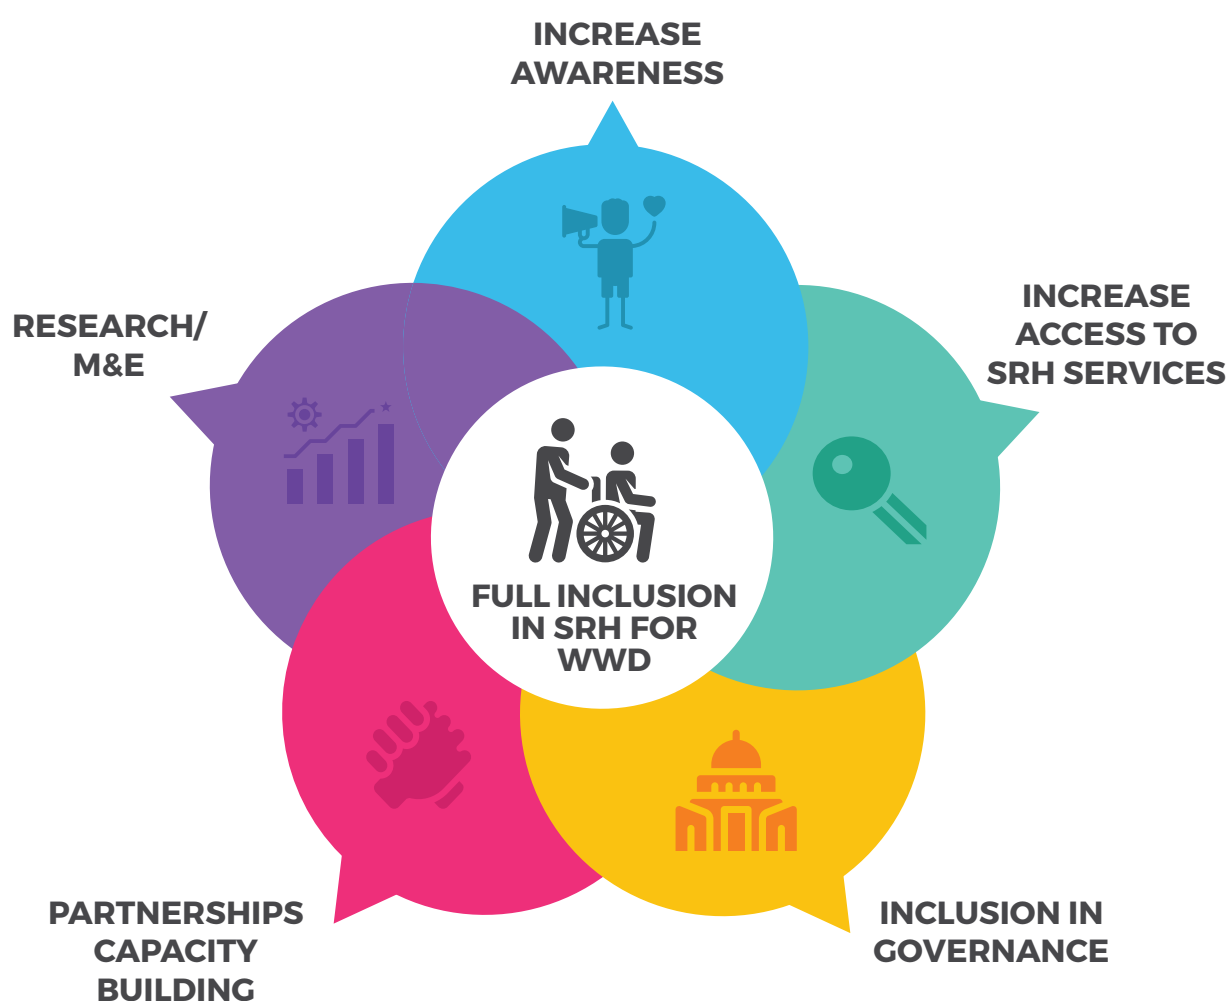 INCREASE
AWARENESS
INCREASE
ACCESS TO
SRH SERVICES
RESEARCH/
M&E
FULL INCLUSION
IN SRH FOR
WWD
PARTNERSHIPS
CAPACITY
BUILDING
INCLUSION IN
GOVERNANCE